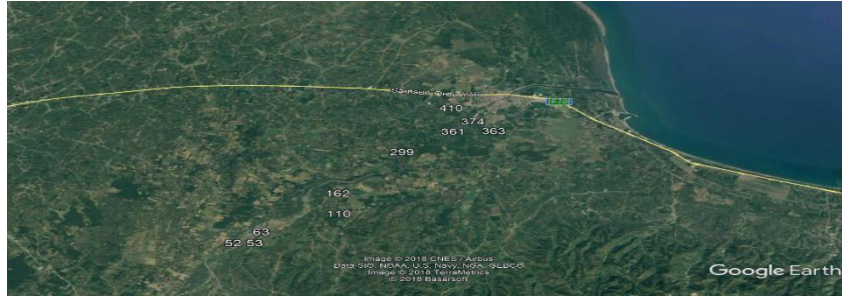 410
374
361 363
299
162
110
63
52 53
Image © 2018 CNES / Airbus
Data SIO, NOAA, U.S. Navy, NGA, GEBCO
Image © 2018 TerraMetrics
© 2018 Basarsoft
Google Earth